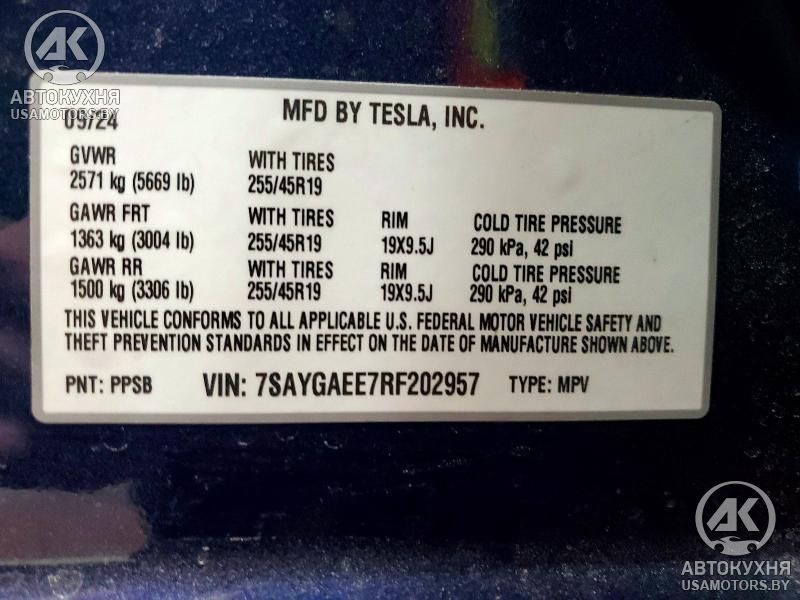 АК
АВТОКУХНЯ
USAMOTORS.BY
09/24
MFD BY TESLA, INC.
GVWR
2571 kg (5669 lb)
WITH TIRES
255/45R19
GAWR FRT
1363 kg (3004 lb)
WITH TIRES
255/45R19
RIM
19X9.5J
COLD TIRE PRESSURE
290 kPa, 42 psi
GAWR RR
1500 kg (3306 lb)
WITH TIRES
255/45R19
RIM
19X9.5J
COLD TIRE PRESSURE
290 kPa, 42 psi
THIS VEHICLE CONFORMS TO ALL APPLICABLE U.S. FEDERAL MOTOR VEHICLE SAFETY AND
THEFT PREVENTION STANDARDS IN EFFECT ON THE DATE OF MANUFACTURE SHOWN ABOVE.
PNT: PPSB VIN: 7SAYGAEE7RF202957 TYPE: MPV
АК
АВТОКУХНЯ
USAMOTORS.BY